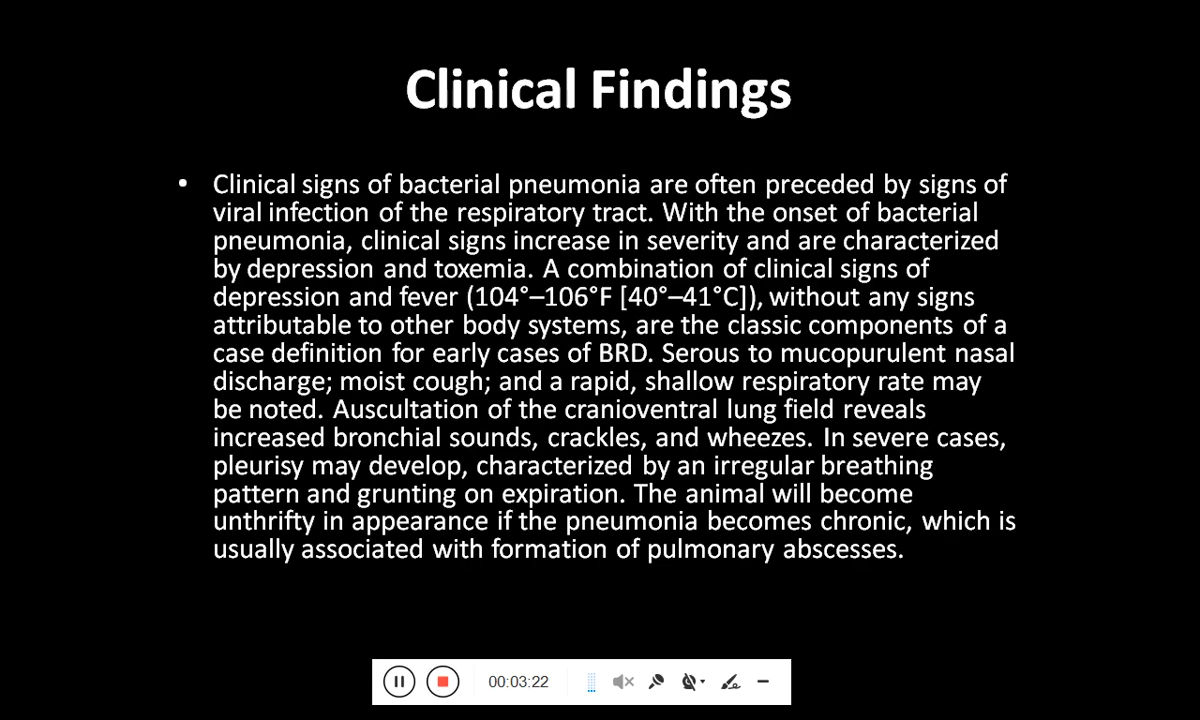 Clinical Findings
• Clinical signs of bacterial pneumonia are often preceded by signs of
viral infection of the respiratory tract. With the onset of bacterial
pneumonia, clinical signs increase in severity and are characterized
by depression and toxemia. A combination of clinical signs of
depression and fever (104°–106°F [40°–41°C]), without any signs
attributable to other body systems, are the classic components of a
case definition for early cases of BRD. Serous to mucopurulent nasal
discharge; moist cough; and a rapid, shallow respiratory rate may
be noted. Auscultation of the cranioventral lung field reveals
increased bronchial sounds, crackles, and wheezes. In severe cases,
pleurisy may develop, characterized by an irregular breathing
pattern and grunting on expiration. The animal will become
unthrifty in appearance if the pneumonia becomes chronic, which is
usually associated with formation of pulmonary abscesses.
00:03:22